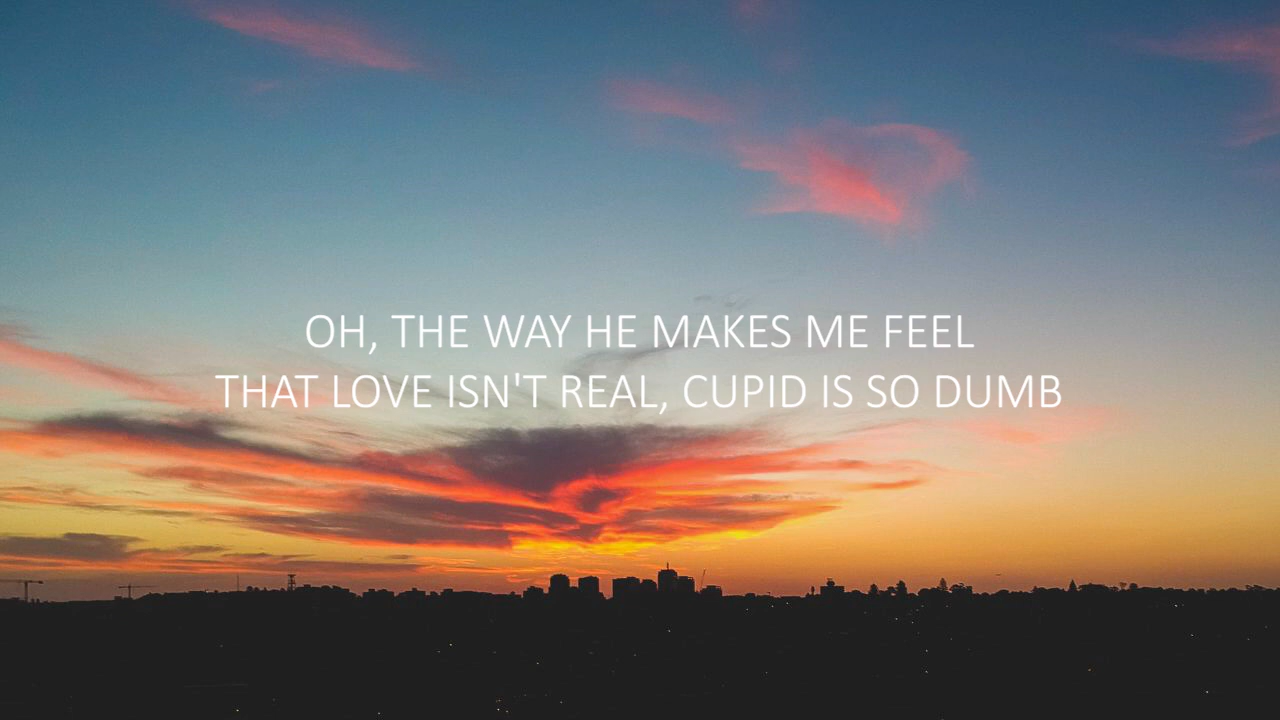 OH, THE WAY HE MAKES ME FEEL
THAT LOVE ISN'T REAL, CUPID IS SO DUMB